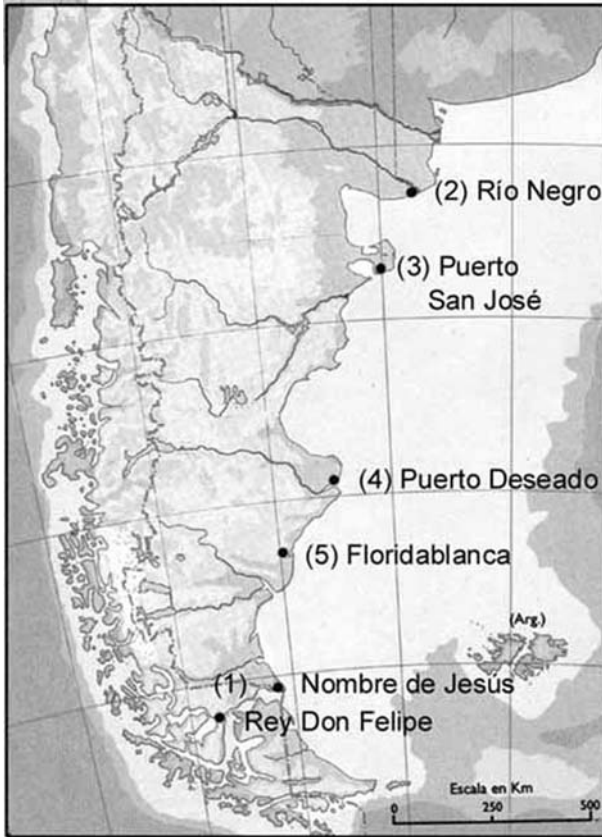 (2) Río Negro
(3) Puerto
San José
(4) Puerto Deseado
(5) Floridablanca
(Arg.)
(1) Nombre de Jesús
Rey Don Felipe
Escala en Km
0 250 500